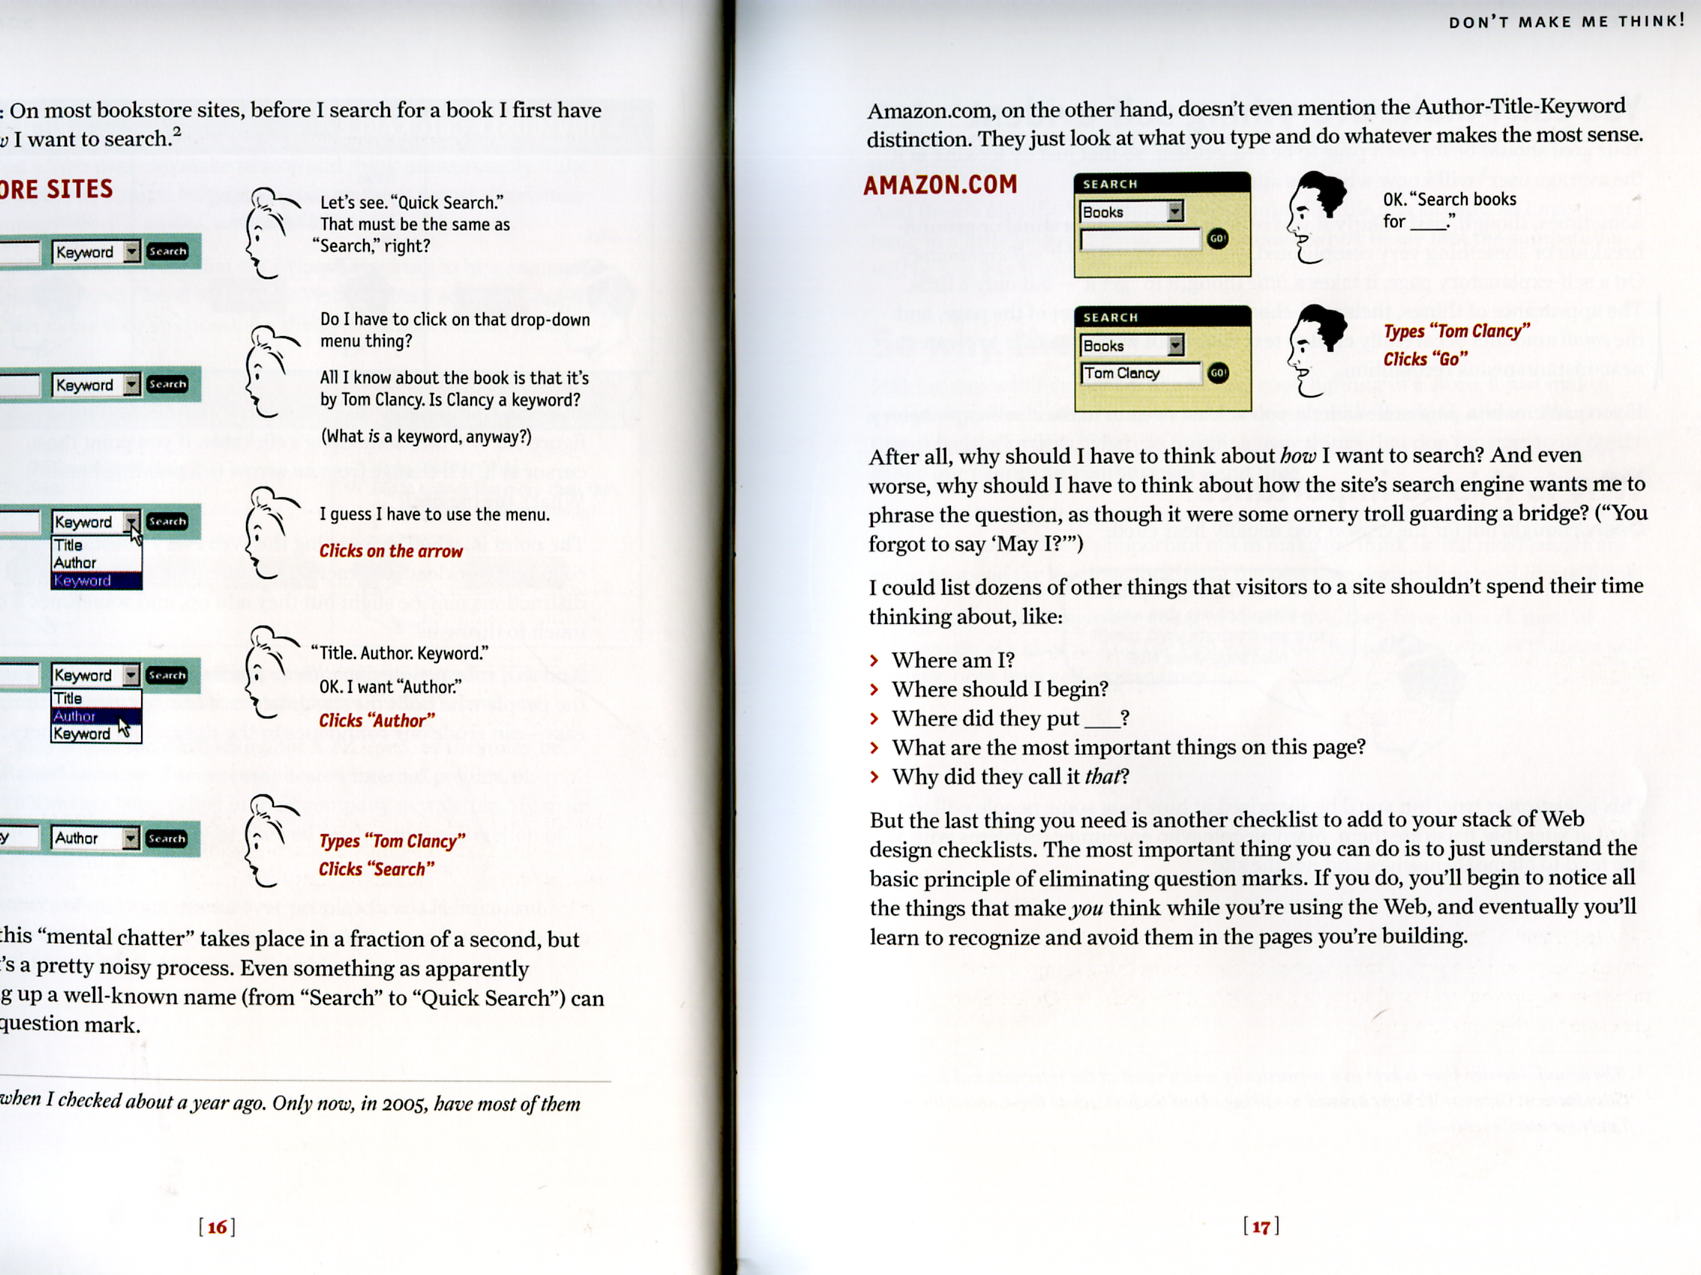 : On most bookstore sites, before I search for a book I first have
I want to search.2
ORE SITES
Keyword Search
Let's see. “Quick Search.”
That must be the same as
“Search,” right?
Keyword Search
Do I have to click on that drop-down
menu thing?
All I know about the book is that it's
by Tom Clancy. Is Clancy a keyword?
(What is a keyword, anyway?)
Keyword Search
Title
Author
Keyword
I guess I have to use the menu.
Clicks on the arrow
Keyword Search
Title
Author
Keyword
“Title. Author. Keyword.”
OK. I want “Author.”
Clicks “Author”
y Author Search
Types “Tom Clancy”
Clicks “Search”
this “mental chatter” takes place in a fraction of a second, but
's a pretty noisy process. Even something as apparently
g up a well-known name (from “Search” to “Quick Search”) can
question mark.
when I checked about a year ago. Only now, in 2005, have most of them
[16]
DON'T MAKE ME THINK!
Amazon.com, on the other hand, doesn't even mention the Author-Title-Keyword
distinction. They just look at what you type and do whatever makes the most sense.
AMAZON.COM
SEARCH
Books
GO!
OK. “Search books
for ____.”
SEARCH
Books
Tom Clancy GO!
Types “Tom Clancy”
Clicks “Go”
After all, why should I have to think about how I want to search? And even
worse, why should I have to think about how the site's search engine wants me to
phrase the question, as though it were some ornery troll guarding a bridge? (“You
forgot to say ‘May I?’”)
I could list dozens of other things that visitors to a site shouldn't spend their time
thinking about, like:
> Where am I?
> Where should I begin?
> Where did they put ____?
> What are the most important things on this page?
> Why did they call it that?
But the last thing you need is another checklist to add to your stack of Web
design checklists. The most important thing you can do is to just understand the
basic principle of eliminating question marks. If you do, you'll begin to notice all
the things that make you think while you're using the Web, and eventually you'll
learn to recognize and avoid them in the pages you're building.
[17]